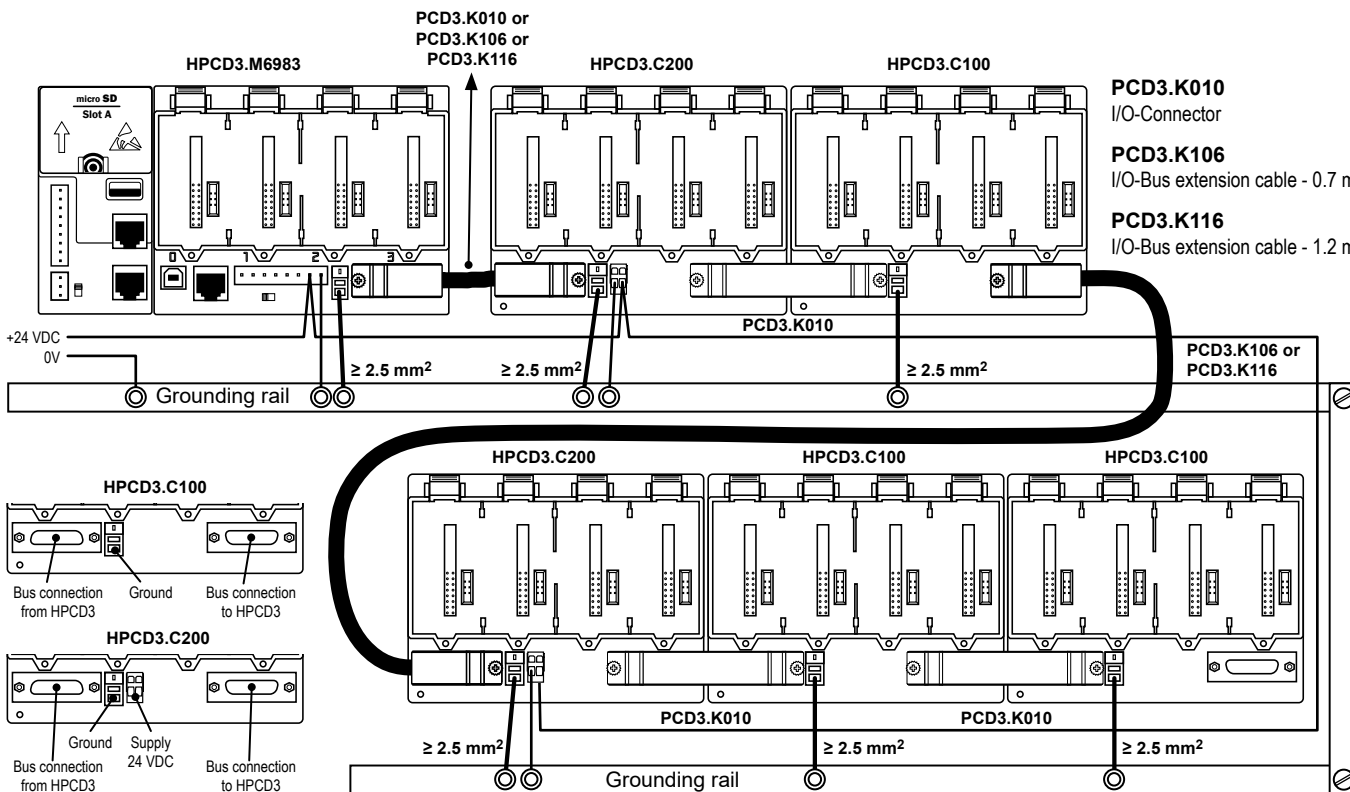 PCD3.K010 or
PCD3.K106 or
PCD3.K116
HPCD3.M6983
HPCD3.C200
HPCD3.C100
micro SD
Slot A
PCD3.K010
I/O-Connector
PCD3.K106
I/O-Bus extension cable - 0.7 m
PCD3.K116
I/O-Bus extension cable - 1.2 m
0
1
2
3
PCD3.K010
+24 VDC
0V
≥ 2.5 mm²
≥ 2.5 mm²
≥ 2.5 mm²
PCD3.K106 or
PCD3.K116
Grounding rail
HPCD3.C200
HPCD3.C100
HPCD3.C100
HPCD3.C100
Bus connection
from HPCD3
Ground
Bus connection
to HPCD3
HPCD3.C200
Ground
Supply
24 VDC
Bus connection
from HPCD3
Bus connection
to HPCD3
PCD3.K010
PCD3.K010
≥ 2.5 mm²
≥ 2.5 mm²
≥ 2.5 mm²
Grounding rail